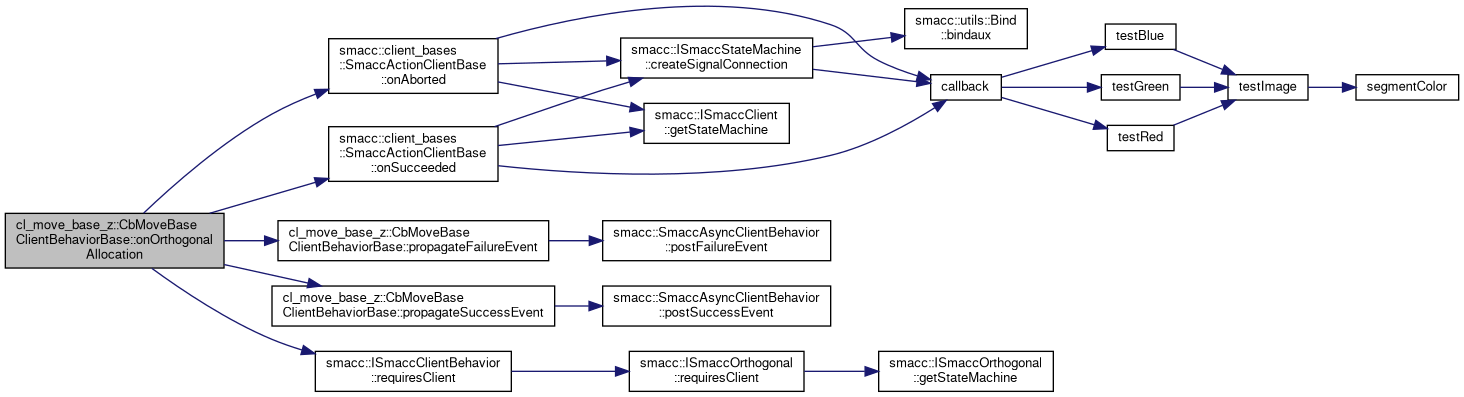 cl_move_base_z::CbMoveBase
ClientBehaviorBase::onOrthogonal
Allocation
smacc::client_bases
::SmaccActionClientBase
::onAborted
smacc::client_bases
::SmaccActionClientBase
::onSucceeded
cl_move_base_z::CbMoveBase
ClientBehaviorBase::propagateFailureEvent
cl_move_base_z::CbMoveBase
ClientBehaviorBase::propagateSuccessEvent
smacc::ISmaccClientBehavior
::requiresClient
smacc::ISmaccStateMachine
::createSignalConnection
smacc::ISmaccClient
::getStateMachine
smacc::SmaccAsyncClientBehavior
::postFailureEvent
smacc::SmaccAsyncClientBehavior
::postSuccessEvent
smacc::ISmaccOrthogonal
::requiresClient
smacc::utils::Bind
::bindaux
callback
smacc::ISmaccOrthogonal
::getStateMachine
testBlue
testGreen
testRed
testImage
segmentColor